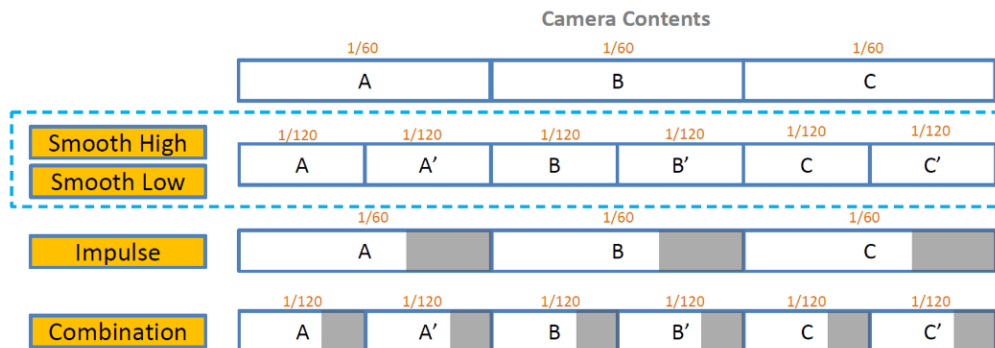 Camera Contents
1/60 1/60 1/60
A B C
Smooth High
Smooth Low
1/120 1/120 1/120 1/120 1/120 1/120
A A’ B B’ C C’
1/60 1/60 1/60
Impulse A B C
1/120 1/120 1/120 1/120 1/120 1/120
Combination A A’ B B’ C C’